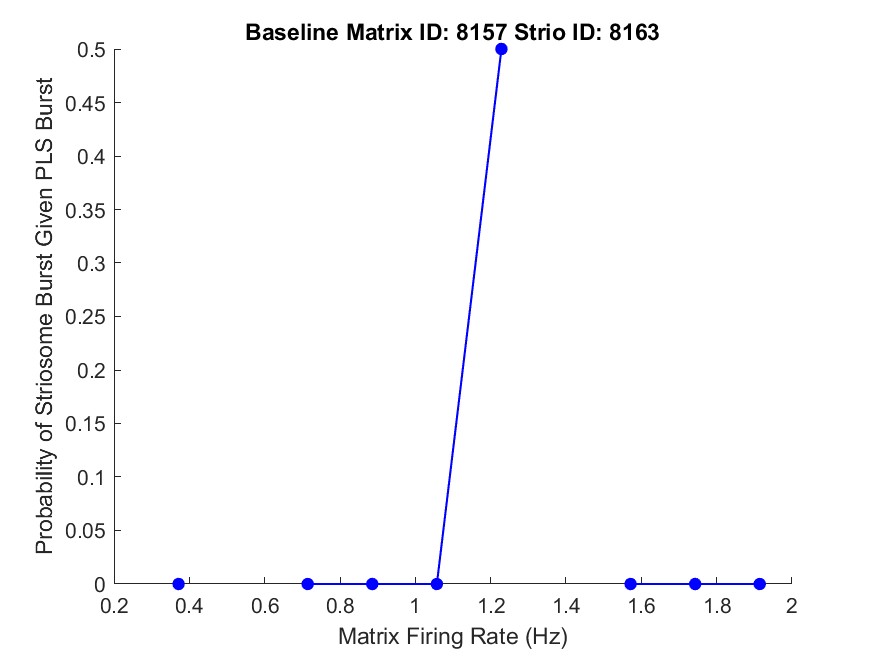 Baseline Matrix ID: 8157 Strio ID: 8163
Probability of Striosome Burst Given PLS Burst
0.5
0.45
0.4
0.35
0.3
0.25
0.2
0.15
0.1
0.05
0
0.2 0.4 0.6 0.8 1 1.2 1.4 1.6 1.8 2
Matrix Firing Rate (Hz)